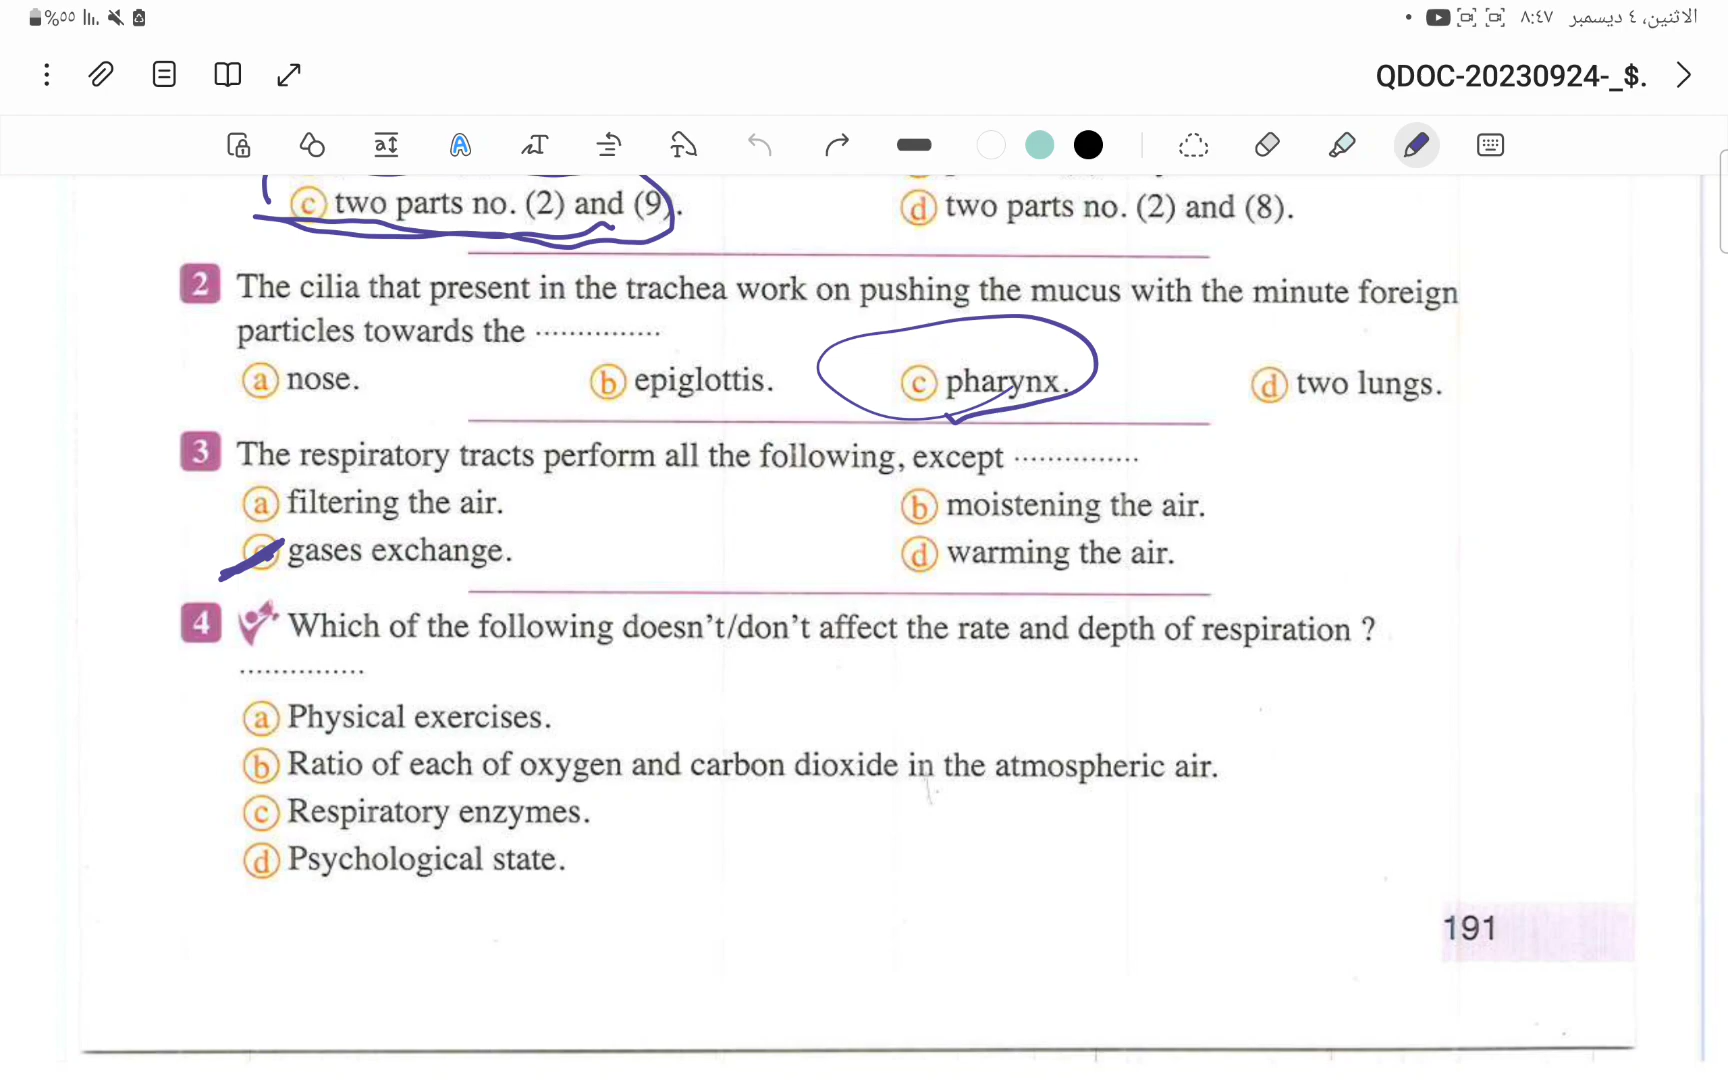 %٥٥
الاثنين، ٤ ديسمبر ٨:٤٧
QDOC-20230924-_$.
c two parts no. (2) and (9).
d two parts no. (2) and (8).
2 The cilia that present in the trachea work on pushing the mucus with the minute foreign
particles towards the ...............
a nose.
b epiglottis.
c pharynx.
d two lungs.
3 The respiratory tracts perform all the following, except ...............
a filtering the air.
b moistening the air.
c gases exchange.
d warming the air.
4 Which of the following doesn't/don't affect the rate and depth of respiration ?
...............
a Physical exercises.
b Ratio of each of oxygen and carbon dioxide in the atmospheric air.
c Respiratory enzymes.
d Psychological state.
191